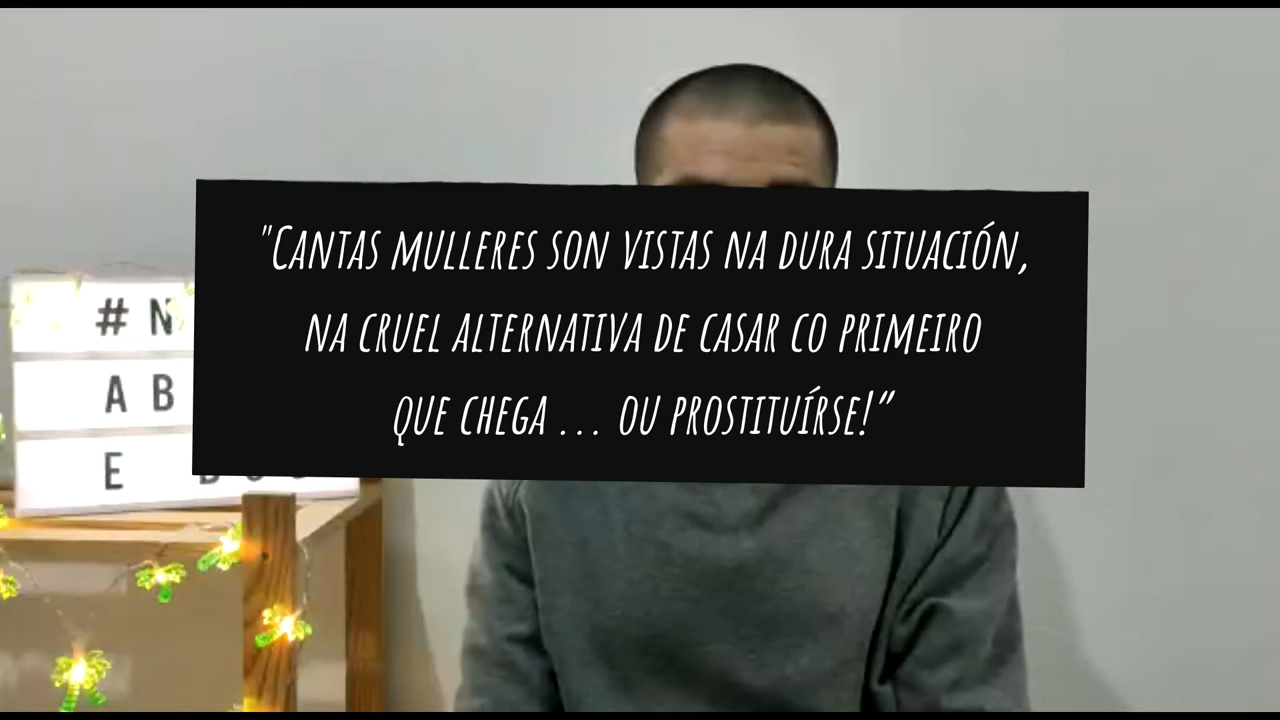 "Cantas mulleres son vistas na dura situación,
na cruel alternativa de casar co primeiro
que chega ... ou prostituírse!”
# N
A B
E